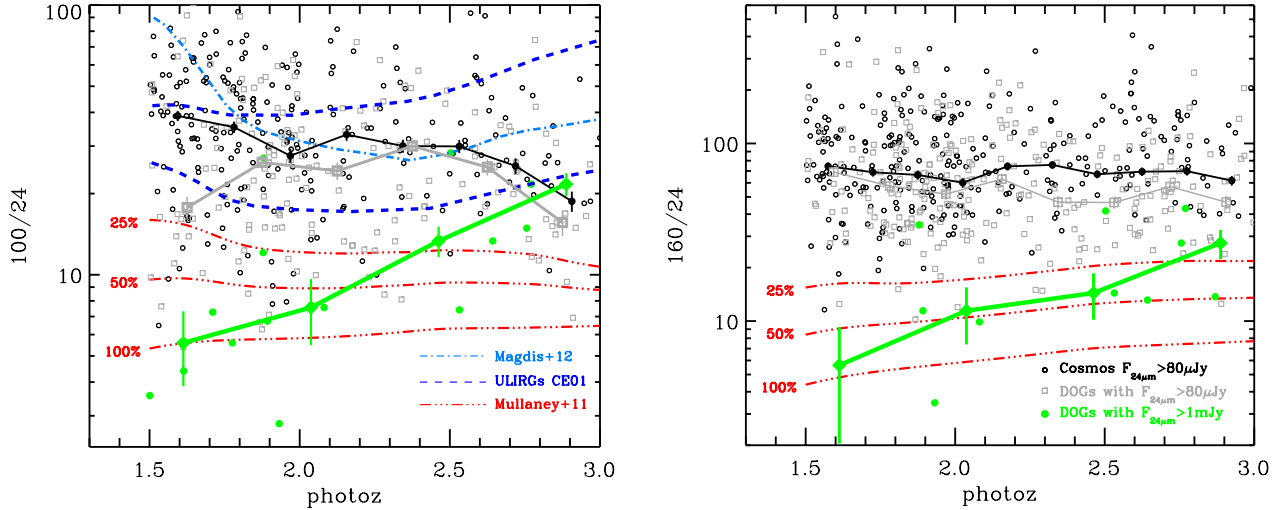 100
10
100/24
25%
50%
100%
Magdis+12
ULIRGs CE01
Mullaney+11
1.5
2.0
2.5
3.0
photoz
100
10
160/24
25%
50%
100%
Cosmos F24μm>80μJy
DOGs with F24μm>80μJy
DOGs with F24μm>1mJy
1.5
2.0
2.5
3.0
photoz